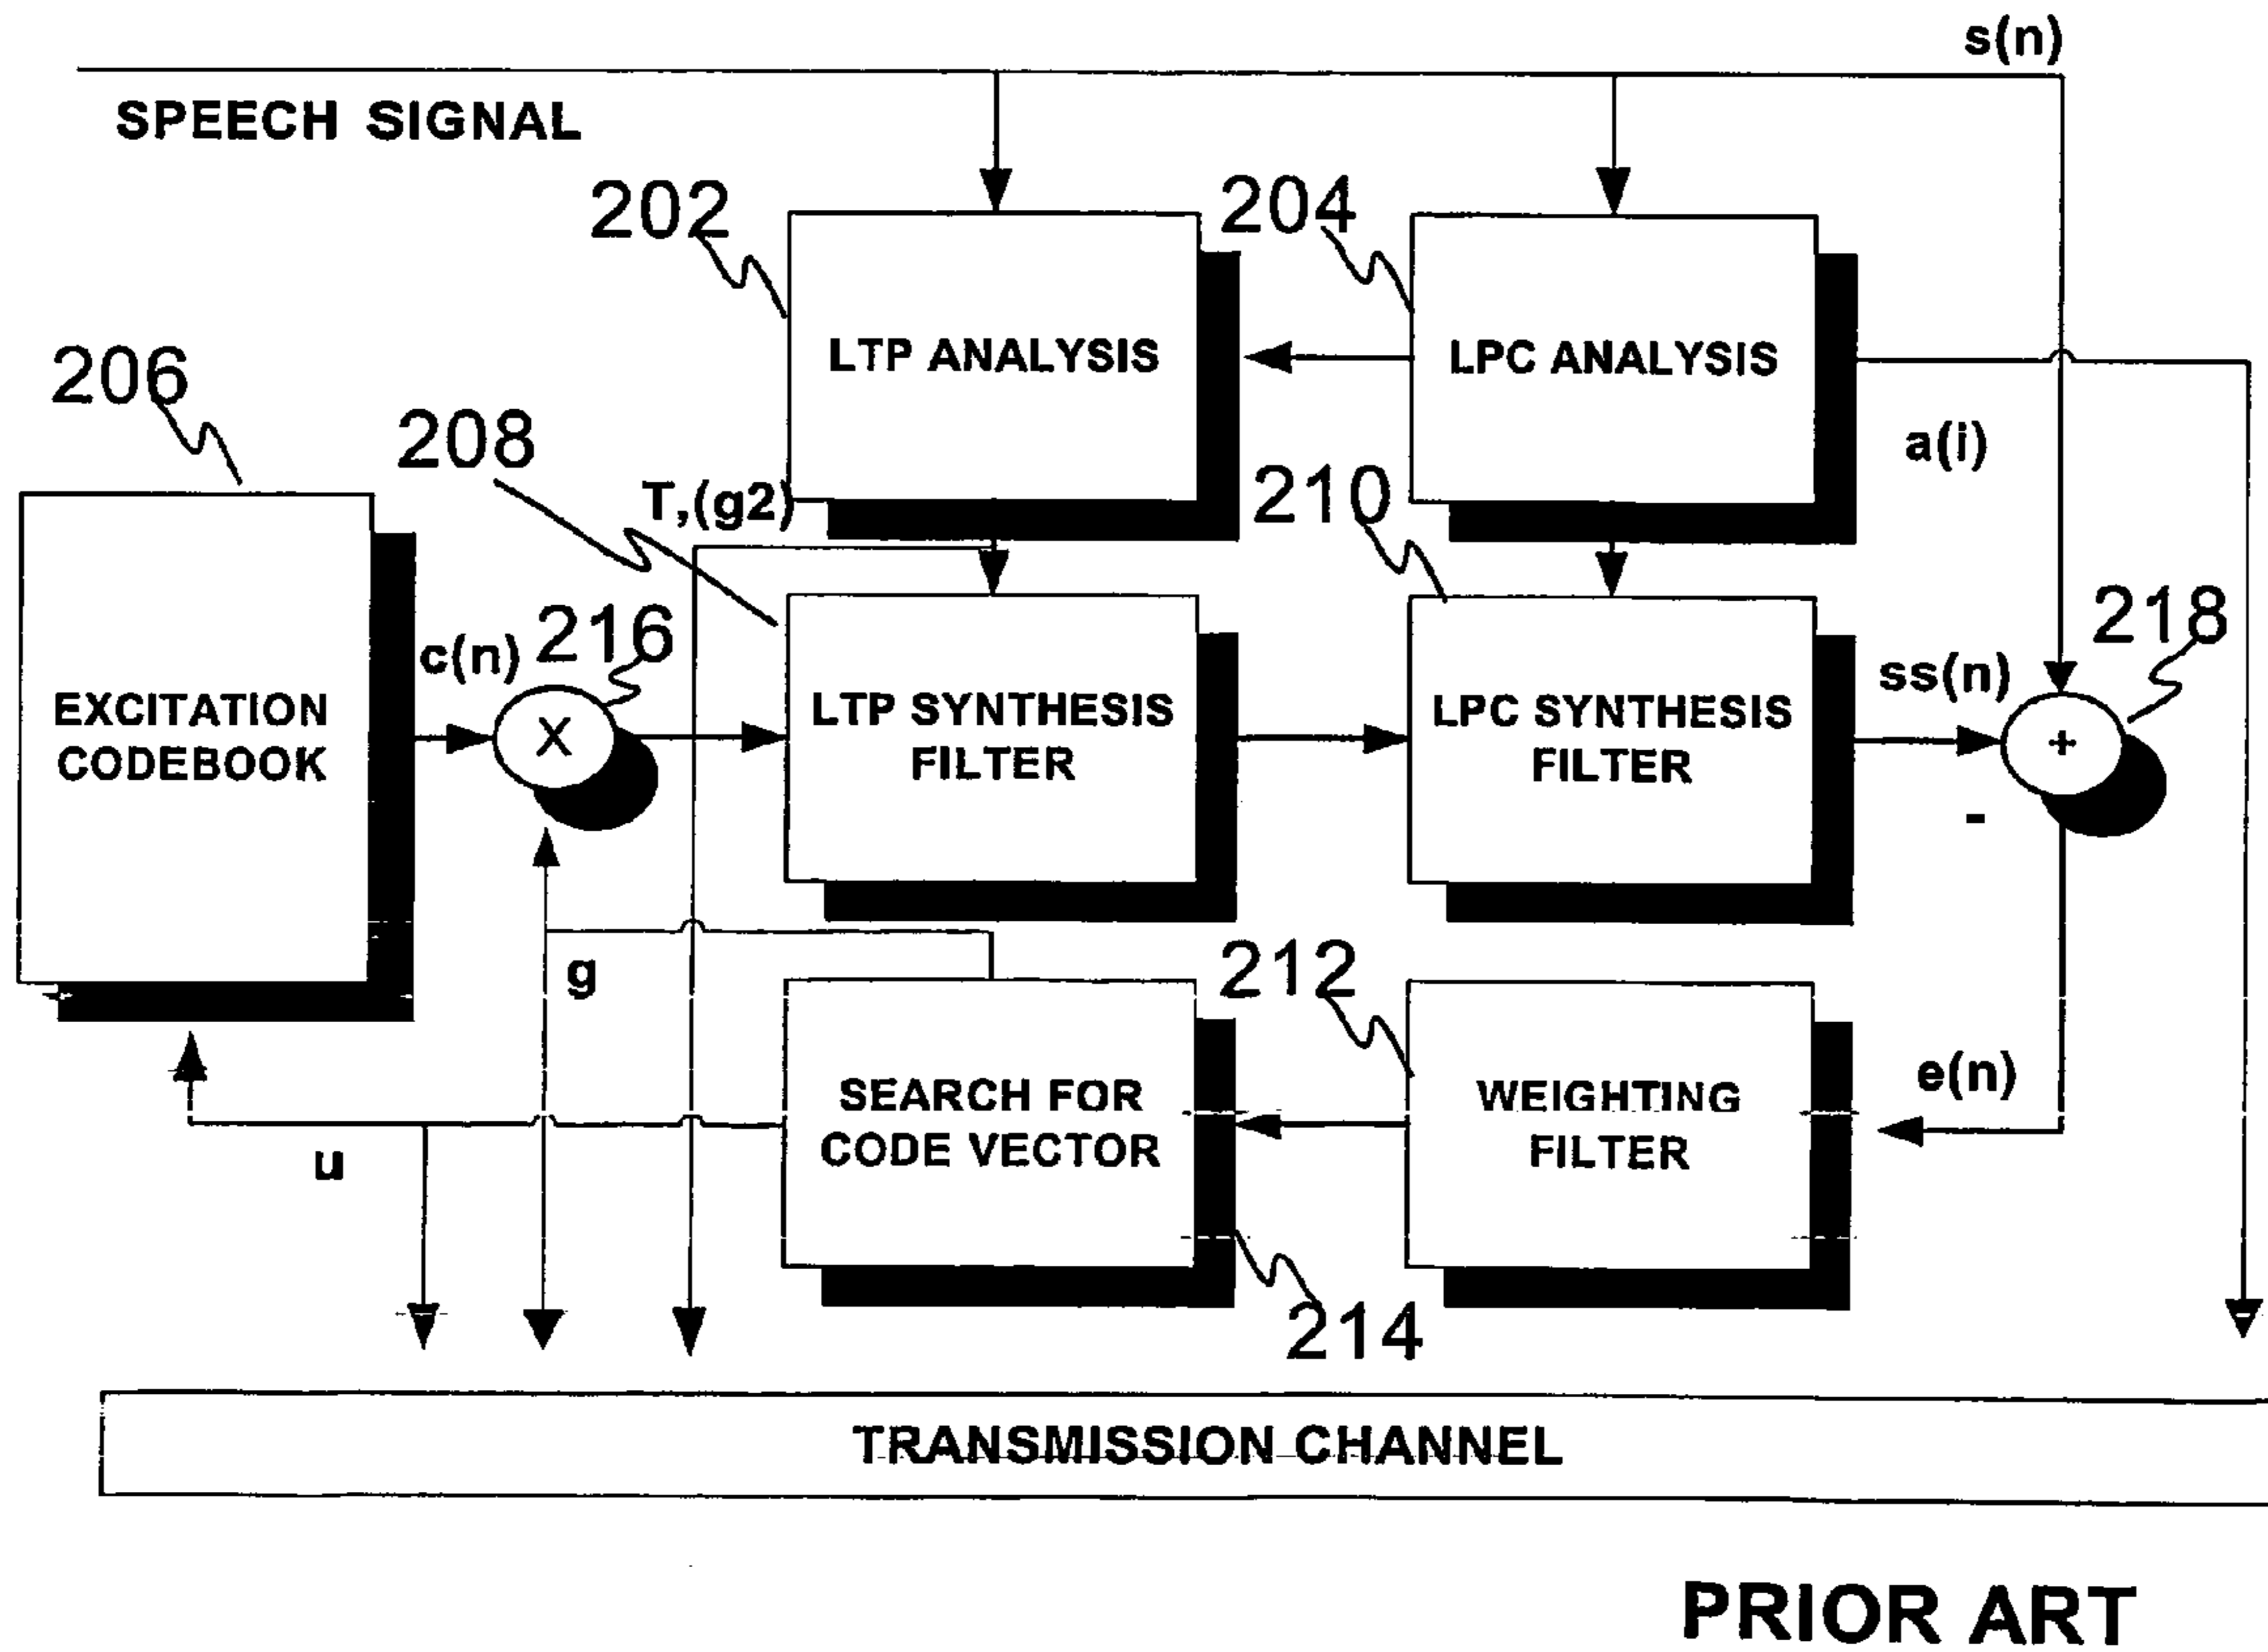 s(n)
SPEECH SIGNAL
202
204
LTP ANALYSIS
LPC ANALYSIS
206
208
a(i)
T,(g2)
210
218
c(n)
216
ss(n)
EXCITATION
CODEBOOK
X
LTP SYNTHESIS
FILTER
LPC SYNTHESIS
FILTER
+
-
g
212
SEARCH FOR
CODE VECTOR
WEIGHTING
FILTER
e(n)
u
214
TRANSMISSION CHANNEL
PRIOR ART